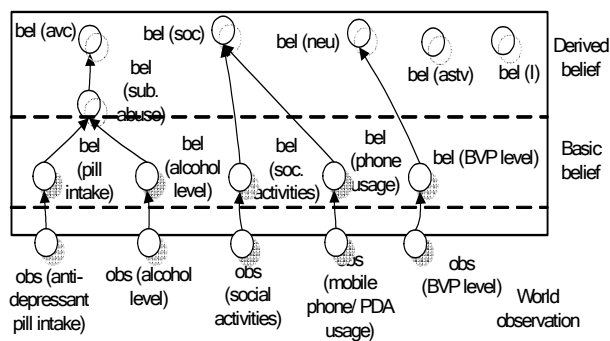 bel (avc)
bel (soc)
bel (neu)
bel (astv)
bel (I)
Derived
belief
bel
(sub.
abuse)
bel
(pill
intake)
bel
(alcohol
level)
bel
(soc.
activities)
bel
(phone
usage)
bel (BVP level)
Basic
belief
obs (anti-
depressant
pill intake)
obs (alcohol
level)
obs
(social
activities)
obs
(mobile
phone/ PDA
usage)
obs
(BVP level)
World
observation